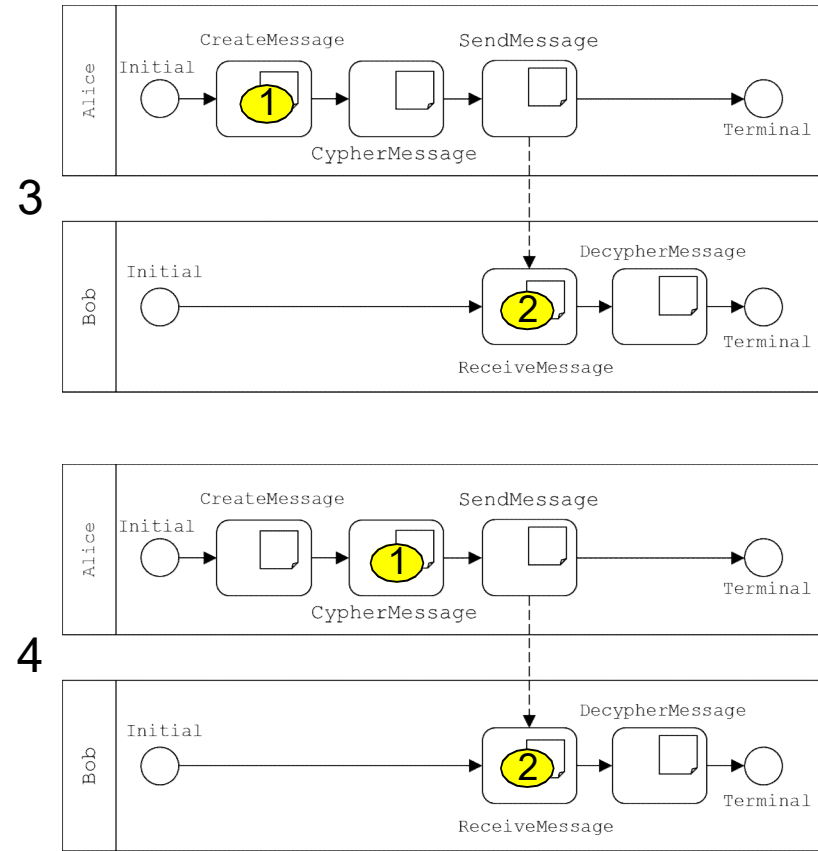 CreateMessage
SendMessage
Alice
Initial
1
Terminal
CypherMessage
3
DecypherMessage
Initial
Bob
2
Terminal
ReceiveMessage
CreateMessage
SendMessage
Alice
Initial
1
Terminal
CypherMessage
4
DecypherMessage
Initial
Bob
2
Terminal
ReceiveMessage